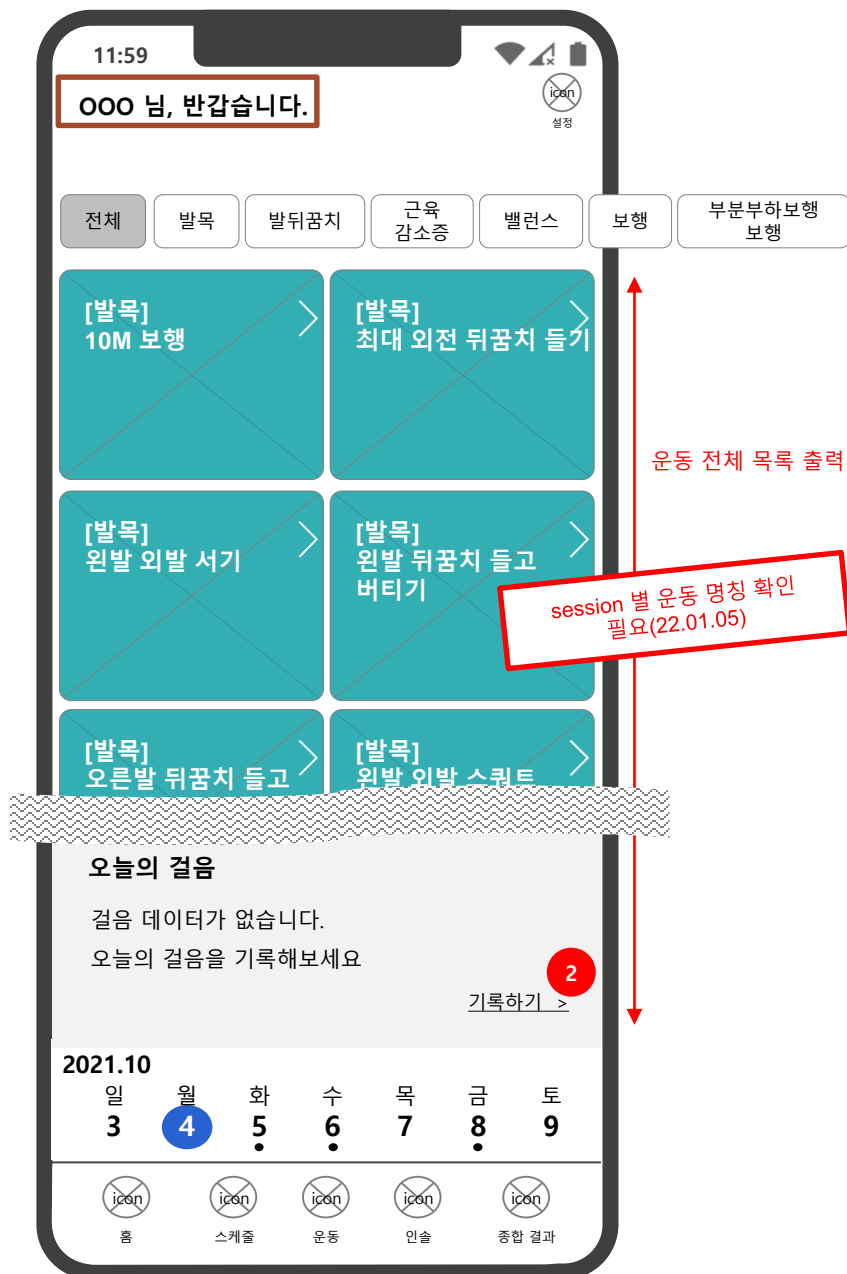 11:59
OOO 님, 반갑습니다.
icon
설정
전체
발목
발뒤꿈치
근육
감소증
밸런스
보행
부분부하보행
보행
[발목]
10M 보행
[발목]
최대 외전 뒤꿈치 들기
운동 전체 목록 출력
[발목]
왼발 외발 서기
[발목]
왼발 뒤꿈치 들고
버티기
session 별 운동 명칭 확인
필요(22.01.05)
[발목]
오른발 뒤꿈치 들고
[발목]
왼발 외발 스쿼트
오늘의 걸음
걸음 데이터가 없습니다.
오늘의 걸음을 기록해보세요
2
기록하기 >
2021.10
일 월 화 수 목 금 토
3 4 5 6 7 8 9
icon icon icon icon icon
홈 스케줄 운동 인솔 종합 결과